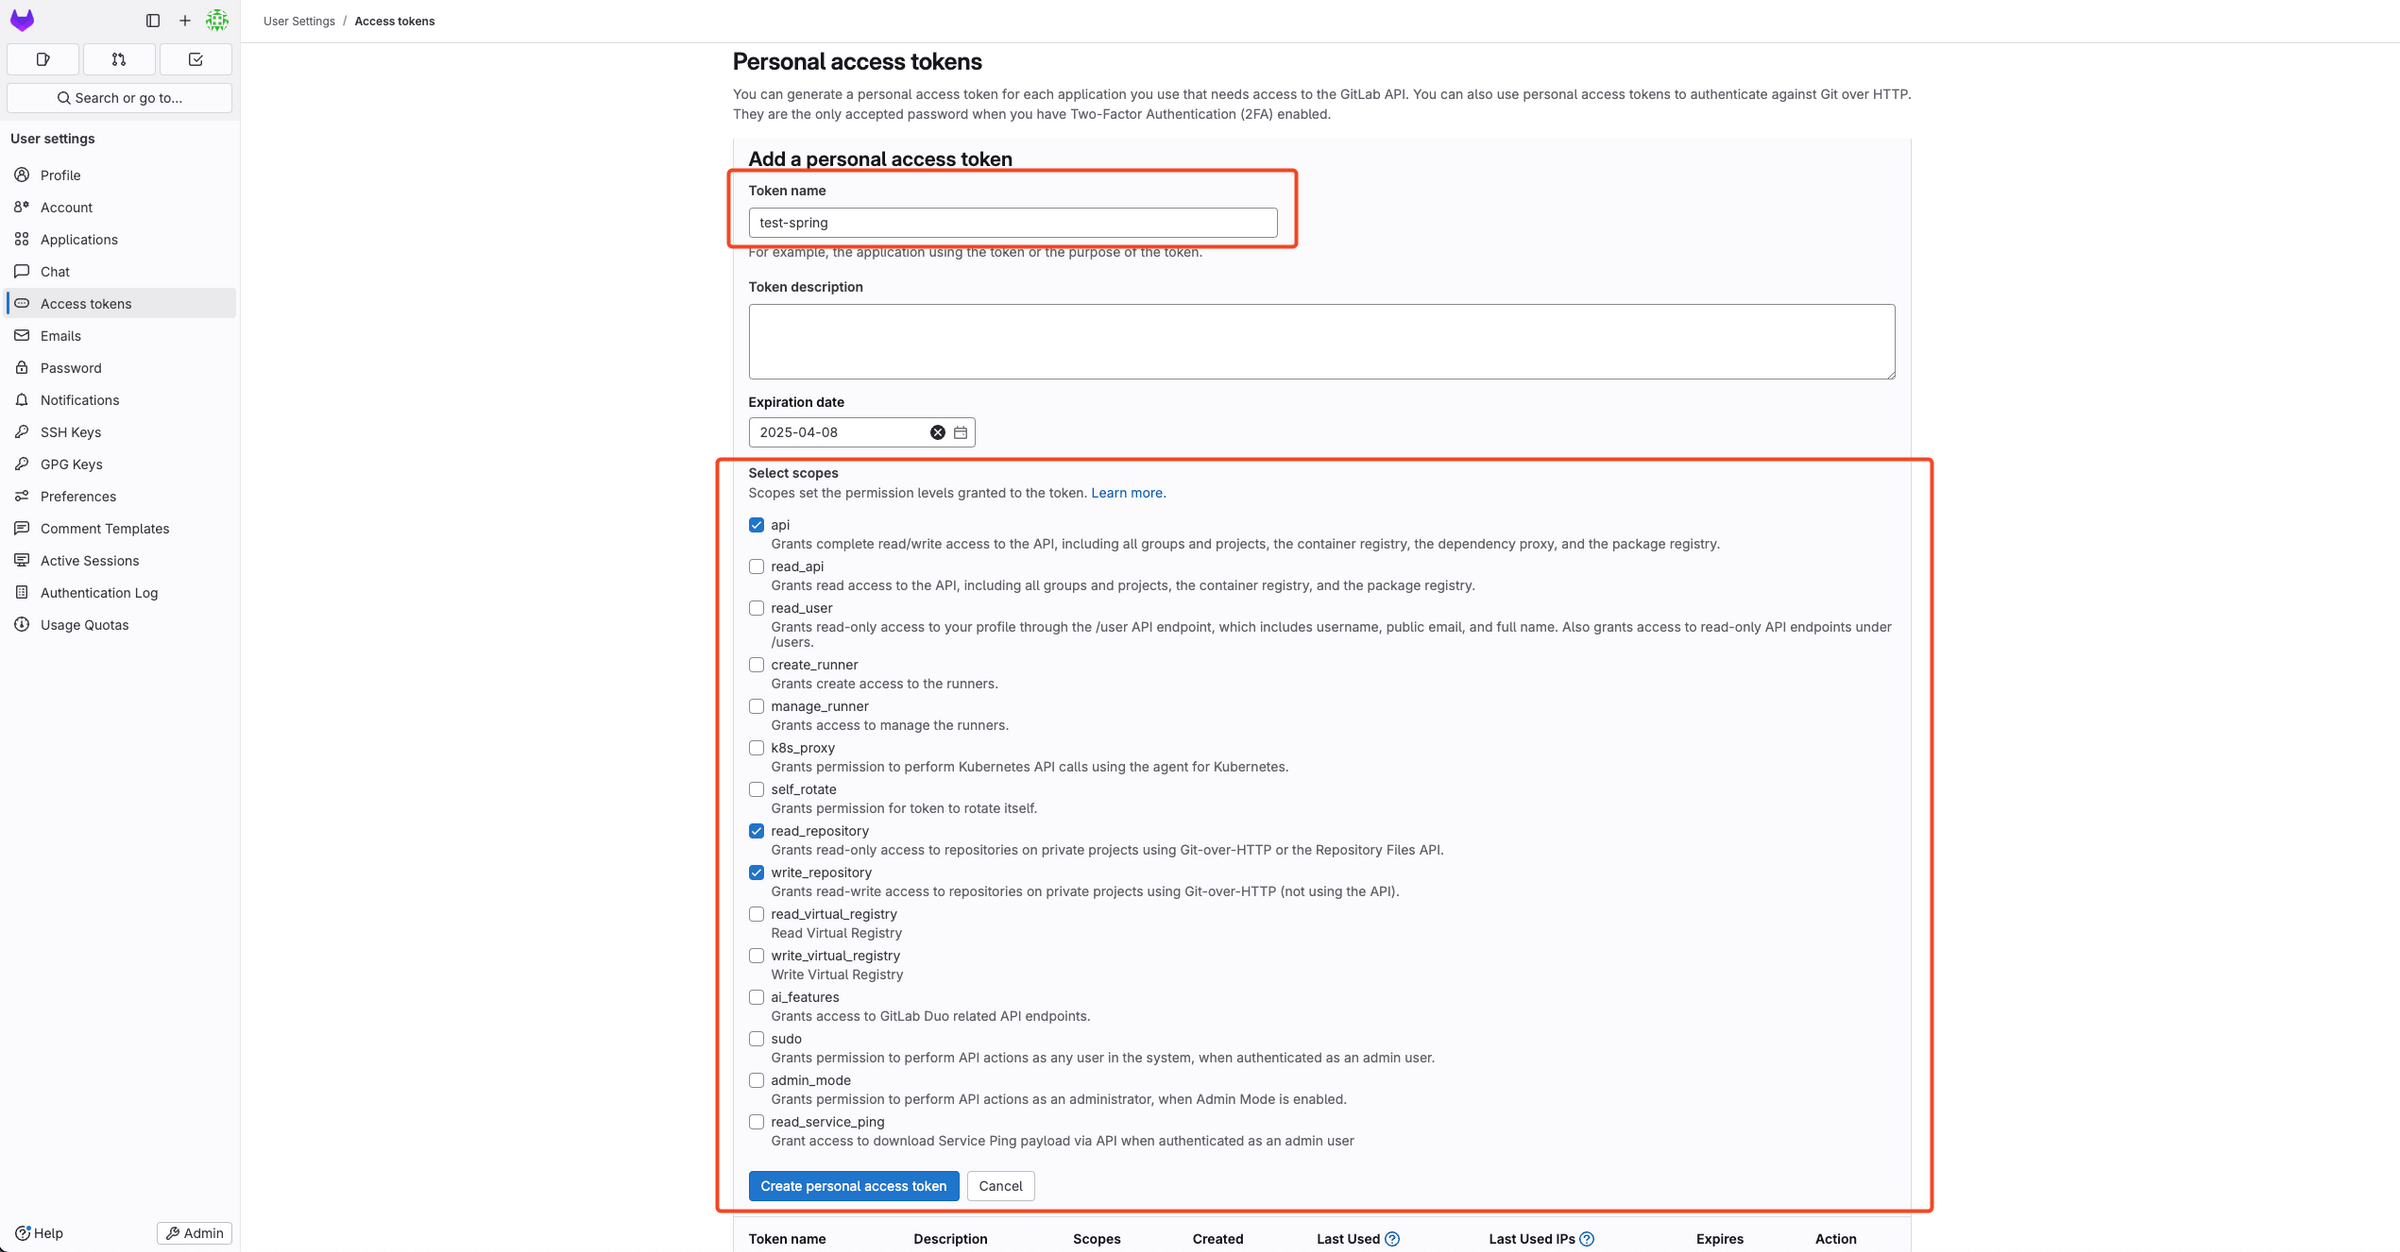 User Settings / Access tokens
Search or go to...
User settings
Profile
Account
Applications
Chat
Access tokens
Emails
Password
Notifications
SSH Keys
GPG Keys
Preferences
Comment Templates
Active Sessions
Authentication Log
Usage Quotas
Help
Admin
Personal access tokens
You can generate a personal access token for each application you use that needs access to the GitLab API. You can also use personal access tokens to authenticate against Git over HTTP.
They are the only accepted password when you have Two-Factor Authentication (2FA) enabled.
Add a personal access token
Token name
test-spring
For example, the application using the token or the purpose of the token.
Token description
Expiration date
2025-04-08
Select scopes
Scopes set the permission levels granted to the token. Learn more.
api
Grants complete read/write access to the API, including all groups and projects, the container registry, the dependency proxy, and the package registry.
read_api
Grants read access to the API, including all groups and projects, the container registry, and the package registry.
read_user
Grants read-only access to your profile through the /user API endpoint, which includes username, public email, and full name. Also grants access to read-only API endpoints under
/users.
create_runner
Grants create access to the runners.
manage_runner
Grants access to manage the runners.
k8s_proxy
Grants permission to perform Kubernetes API calls using the agent for Kubernetes.
self_rotate
Grants permission for token to rotate itself.
read_repository
Grants read-only access to repositories on private projects using Git-over-HTTP or the Repository Files API.
write_repository
Grants read-write access to repositories on private projects using Git-over-HTTP (not using the API).
read_virtual_registry
Read Virtual Registry
write_virtual_registry
Write Virtual Registry
ai_features
Grants access to GitLab Duo related API endpoints.
sudo
Grants permission to perform API actions as any user in the system, when authenticated as an admin user.
admin_mode
Grants permission to perform API actions as an administrator, when Admin Mode is enabled.
read_service_ping
Grant access to download Service Ping payload via API when authenticated as an admin user
Create personal access token
Cancel
Token name Description Scopes Created Last Used Last Used IPs Expires Action